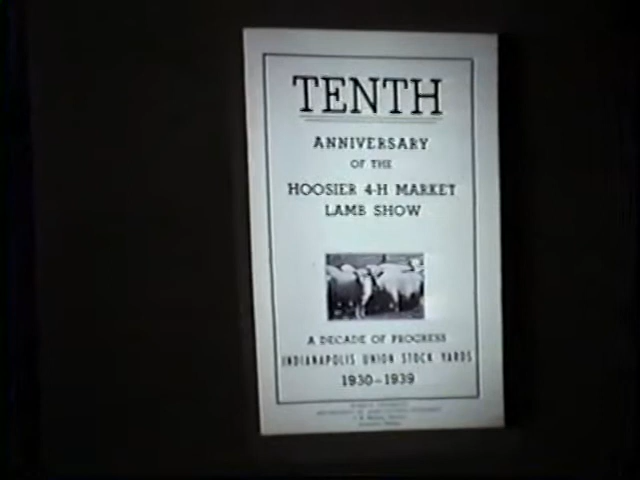 TENTH
ANNIVERSARY
OF THE
HOOSIER 4-H MARKET
LAMB SHOW
A DECADE OF PROGRESS
INDIANAPOLIS UNION STOCK YARDS
1930-1939